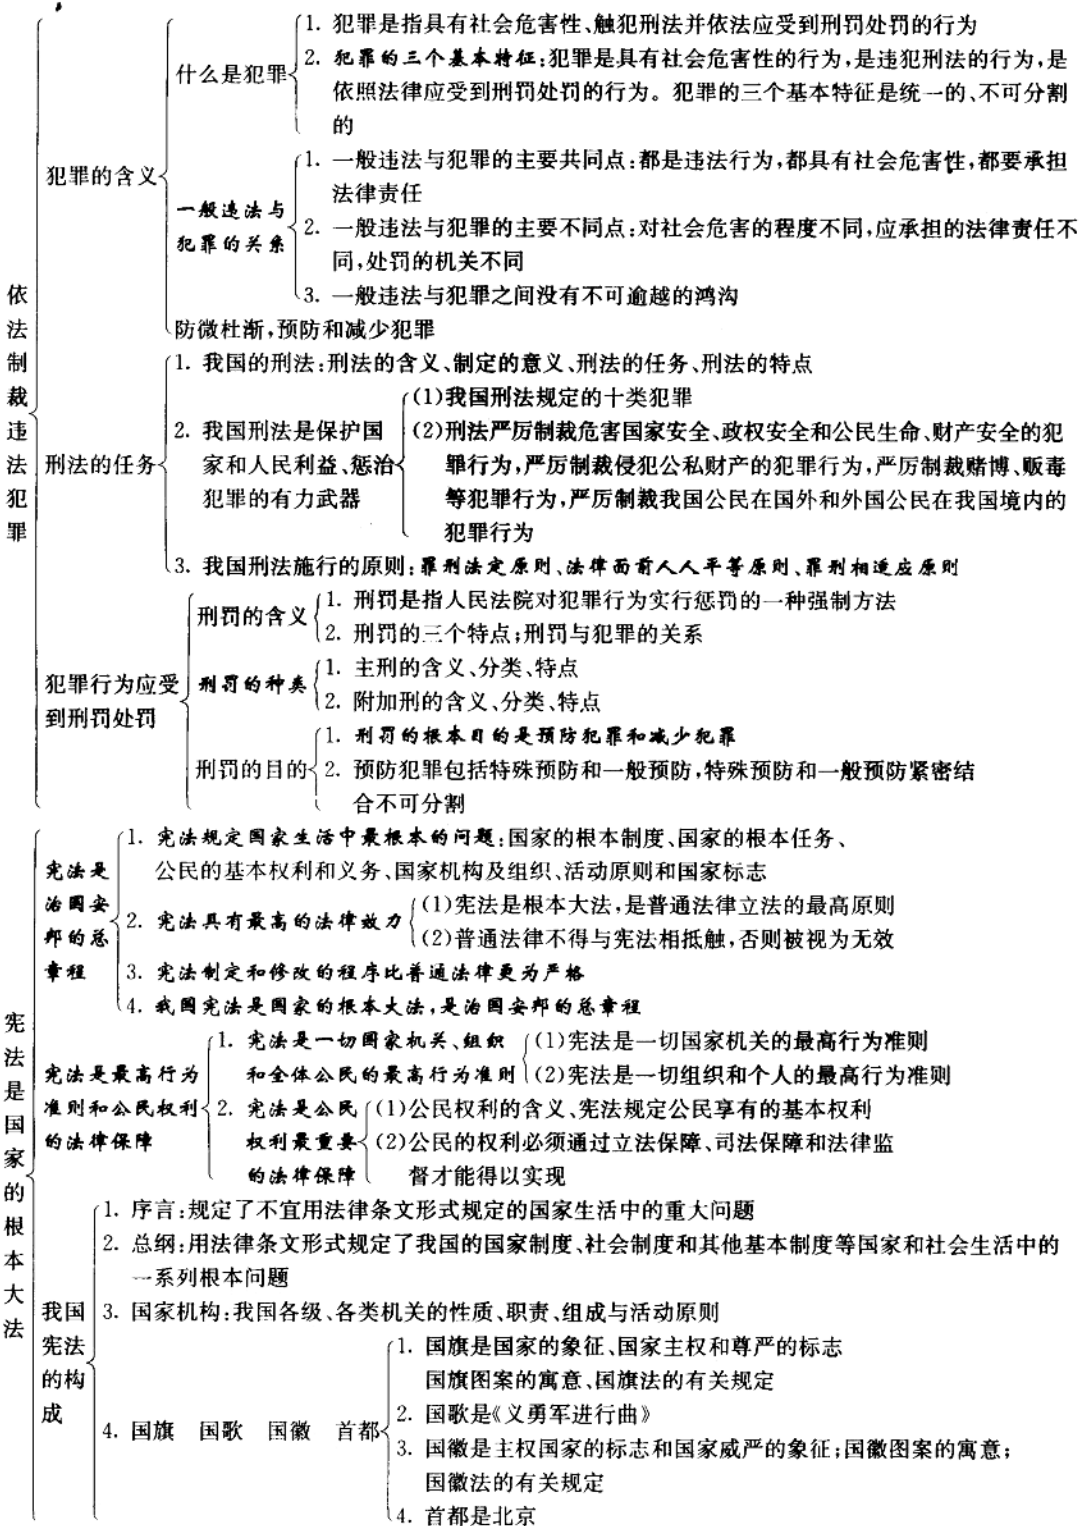 依法制裁违法犯罪
犯罪的含义
什么是犯罪
1. 犯罪是指具有社会危害性、触犯刑法并依法应受到刑罚处罚的行为
2. 犯罪的三个基本特征:犯罪是具有社会危害性的行为,是违犯刑法的行为,是
依照法律应受到刑罚处罚的行为。犯罪的三个基本特征是统一的、不可分割
的
一般违法与
犯罪的关系
1. 一般违法与犯罪的主要共同点:都是违法行为,都具有社会危害性,都要承担
法律责任
2. 一般违法与犯罪的主要不同点:对社会危害的程度不同,应承担的法律责任不
同,处罚的机关不同
3. 一般违法与犯罪之间没有不可逾越的鸿沟
防微杜渐,预防和减少犯罪
刑法的任务
1. 我国的刑法:刑法的含义、制定的意义、刑法的任务、刑法的特点
2. 我国刑法是保护国
家和人民利益、惩治
犯罪的有力武器
(1)我国刑法规定的十类犯罪
(2)刑法严厉制裁危害国家安全、政权安全和公民生命、财产安全的犯
罪行为,严厉制裁侵犯公私财产的犯罪行为,严厉制裁赌博、贩毒
等犯罪行为,严厉制裁我国公民在国外和外国公民在我国境内的
犯罪行为
3. 我国刑法施行的原则:罪刑法定原则、法律面前人人平等原则、罪刑相适应原则
犯罪行为应受
到刑罚处罚
刑罚的含义
1. 刑罚是指人民法院对犯罪行为实行惩罚的一种强制方法
2. 刑罚的三个特点;刑罚与犯罪的关系
刑罚的种类
1. 主刑的含义、分类、特点
2. 附加刑的含义、分类、特点
刑罚的目的
1. 刑罚的根本目的是预防犯罪和减少犯罪
2. 预防犯罪包括特殊预防和一般预防,特殊预防和一般预防紧密结
合不可分割
宪法是国家的根本大法
宪法是
治国安
邦的总
章程
1. 宪法规定国家生活中最根本的问题:国家的根本制度、国家的根本任务、
公民的基本权利和义务、国家机构及组织、活动原则和国家标志
2. 宪法具有最高的法律效力
(1)宪法是根本大法,是普通法律立法的最高原则
(2)普通法律不得与宪法相抵触,否则被视为无效
3. 宪法制定和修改的程序比普通法律更为严格
4. 我国宪法是国家的根本大法,是治国安邦的总章程
宪法是最高行为
准则和公民权利
的法律保障
1. 宪法是一切国家机关、组织
和全体公民的最高行为准则
(1)宪法是一切国家机关的最高行为准则
(2)宪法是一切组织和个人的最高行为准则
2. 宪法是公民
权利最重要
的法律保障
(1)公民权利的含义、宪法规定公民享有的基本权利
(2)公民的权利必须通过立法保障、司法保障和法律监
督才能得以实现
我国
宪法
的构
成
1. 序言:规定了不宜用法律条文形式规定的国家生活中的重大问题
2. 总纲:用法律条文形式规定了我国的国家制度、社会制度和其他基本制度等国家和社会生活中的
一系列根本问题
3. 国家机构:我国各级、各类机关的性质、职责、组成与活动原则
4. 国旗 国歌 国徽 首都
1. 国旗是国家的象征、国家主权和尊严的标志
国旗图案的寓意、国旗法的有关规定
2. 国歌是《义勇军进行曲》
3. 国徽是主权国家的标志和国家威严的象征;国徽图案的寓意;
国徽法的有关规定
4. 首都是北京